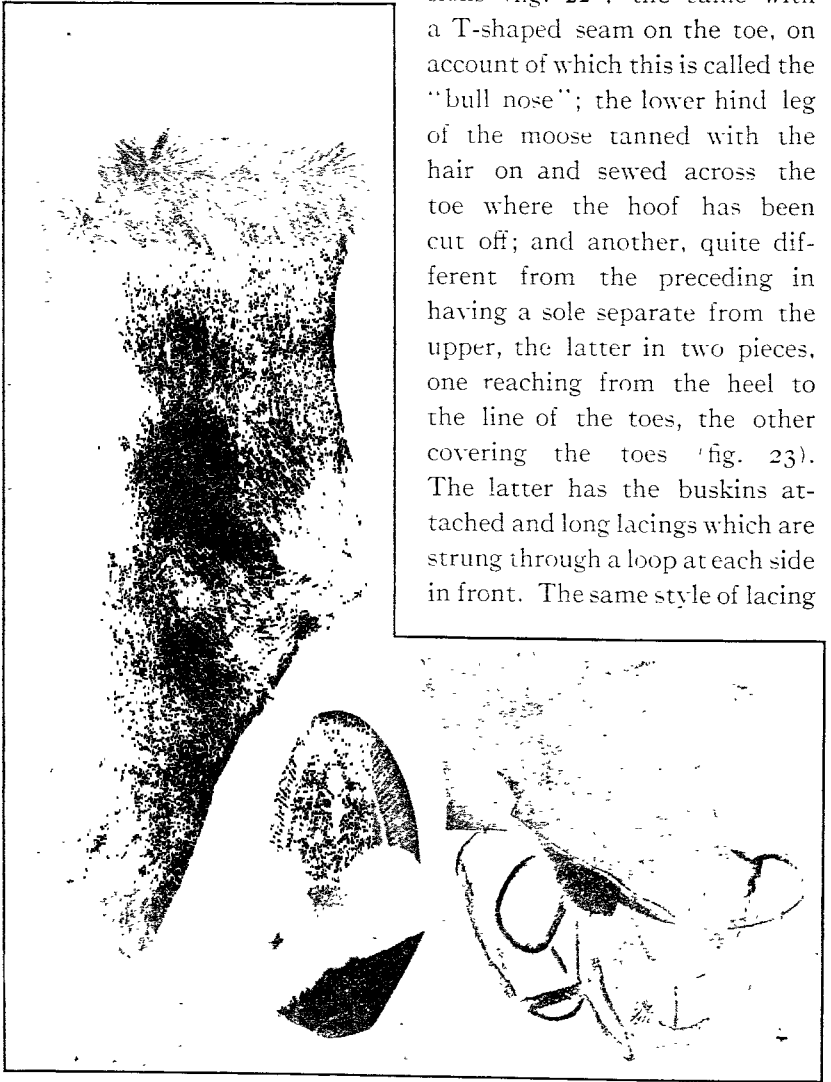 the same with
a T-shaped seam on the toe, on
account of which this is called the
“bull nose”; the lower hind leg
of the moose tanned with the
hair on and sewed across the
toe where the hoof has been
cut off; and another, quite dif-
ferent from the preceding in
having a sole separate from the
upper, the latter in two pieces,
one reaching from the heel to
the line of the toes, the other
covering the toes (fig. 23).
The latter has the buskins at-
tached and long lacings which are
strung through a loop at each side
in front. The same style of lacing